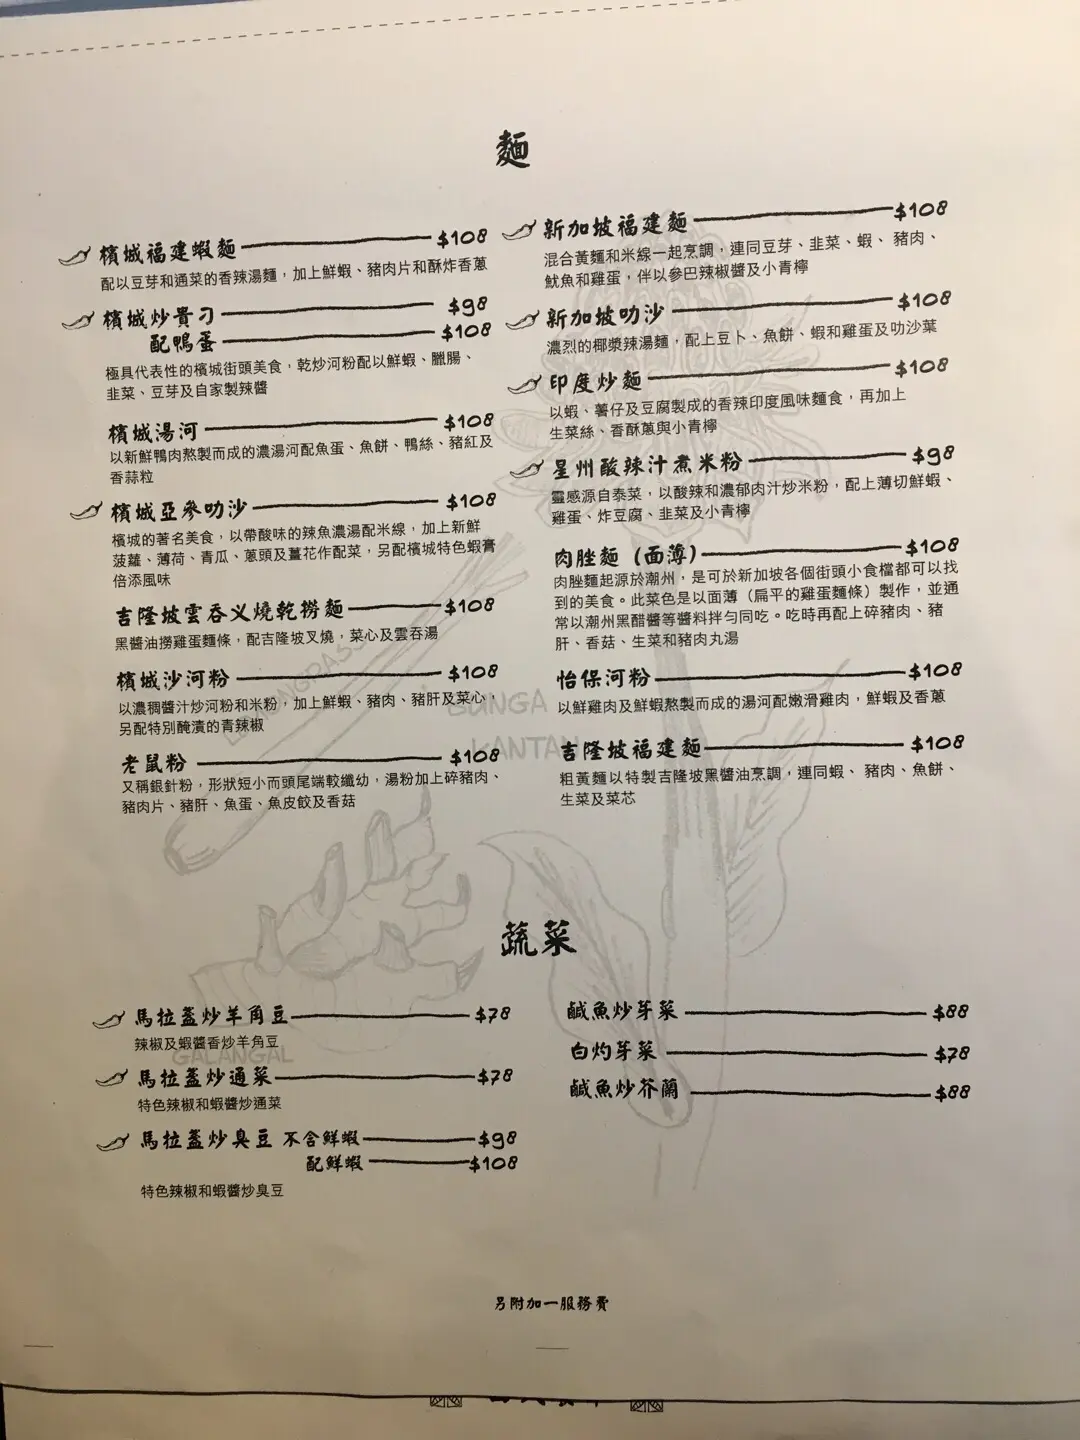 麵
檳城福建蝦麵 $108
配以豆芽和通菜的香辣湯麵，加上鮮蝦、豬肉片和酥炸香蔥
檳城炒貴刁 $98
配鴨蛋 $108
極具代表性的檳城街頭美食，乾炒河粉配以鮮蝦、臘腸、
韭菜、豆芽及自家製辣醬
檳城湯河 $108
以新鮮鴨肉熬製而成的濃湯河配魚蛋、魚餅、鴨絲、豬紅及
香蒜粒
檳城亞參叻沙 $108
檳城的著名美食，以帶酸味的辣魚濃湯配米線，加上新鮮
菠蘿、薄荷、青瓜、蔥頭及薑花作配菜，另配檳城特色蝦膏
倍添風味
吉隆坡雲吞义燒乾撈麵 $108
黑醬油撈雞蛋麵條，配吉隆坡叉燒，菜心及雲吞湯
檳城沙河粉 $108
以濃稠醬汁炒河粉和米粉，加上鮮蝦、豬肉、豬肝及菜心，
另配特別醃漬的青辣椒
老鼠粉 $108
又稱銀針粉，形狀短小而頭尾端較纖幼，湯粉加上碎豬肉、
豬肉片、豬肝、魚蛋、魚皮餃及香菇
新加坡福建麵 $108
混合黃麵和米線一起烹調，連同豆芽、韭菜、蝦、 豬肉、
魷魚和雞蛋，伴以參巴辣椒醬及小青檸
新加坡叻沙 $108
濃烈的椰漿辣湯麵，配上豆卜、魚餅、蝦和雞蛋及叻沙葉
印度炒麵 $108
以蝦、薯仔及豆腐製成的香辣印度風味麵食，再加上
生菜絲、香酥蔥與小青檸
星州酸辣汁煮米粉 $98
靈感源自泰菜，以酸辣和濃郁肉汁炒米粉，配上薄切鮮蝦、
雞蛋、炸豆腐、韭菜及小青檸
肉脞麵（面薄） $108
肉脞麵起源於潮州，是可於新加坡各個街頭小食檔都可以找
到的美食。此菜色是以面薄（扁平的雞蛋麵條）製作，並通
常以潮州黑醋醬等醬料拌勻同吃。吃時再配上碎豬肉、豬
肝、香菇、生菜和豬肉丸湯
怡保河粉 $108
以鮮雞肉及鮮蝦熬製而成的湯河配嫩滑雞肉，鮮蝦及香蔥
吉隆坡福建麵 $108
粗黃麵以特製吉隆坡黑醬油烹調，連同蝦、 豬肉、魚餅、
生菜及菜芯
LEMONGRASS
BUNGA
KANTAN
蔬菜
馬拉盞炒羊角豆 $78
辣椒及蝦醬香炒羊角豆
GALANGAL
馬拉盞炒通菜 $78
特色辣椒和蝦醬炒通菜
馬拉盞炒臭豆 不含鮮蝦 $98
配鮮蝦 $108
特色辣椒和蝦醬炒臭豆
鹹魚炒芽菜 $88
白灼芽菜 $78
鹹魚炒芥蘭 $88
另附加一服務費